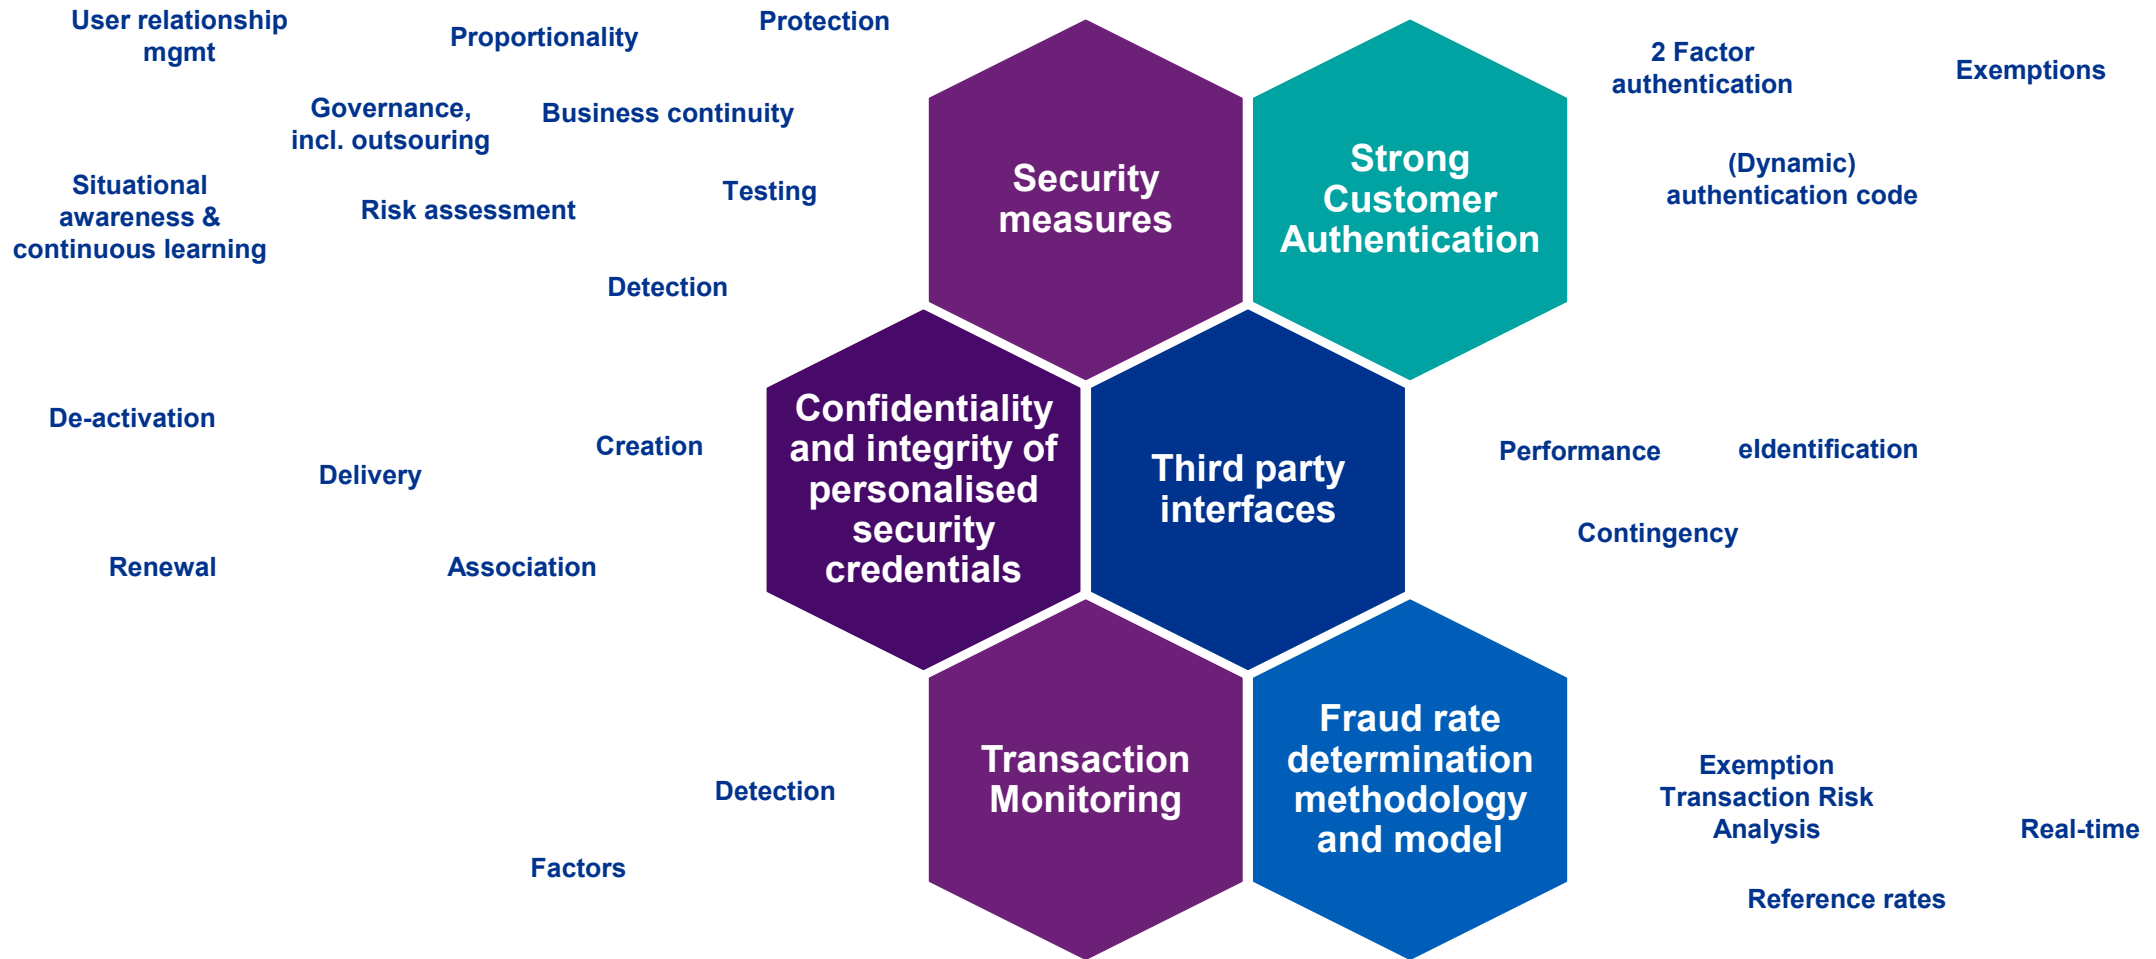 User relationship
mgmt
Proportionality
Protection
Governance,
incl. outsouring
Business continuity
Situational
awareness &
continuous learning
Risk assessment
Testing
Detection
Security
measures
Strong
Customer
Authentication
2 Factor
authentication
Exemptions
(Dynamic)
authentication code
De-activation
Delivery
Creation
Renewal
Association
Confidentiality
and integrity of
personalised
security
credentials
Third party
interfaces
Performance
eIdentification
Contingency
Detection
Factors
Transaction
Monitoring
Fraud rate
determination
methodology
and model
Exemption
Transaction Risk
Analysis
Real-time
Reference rates